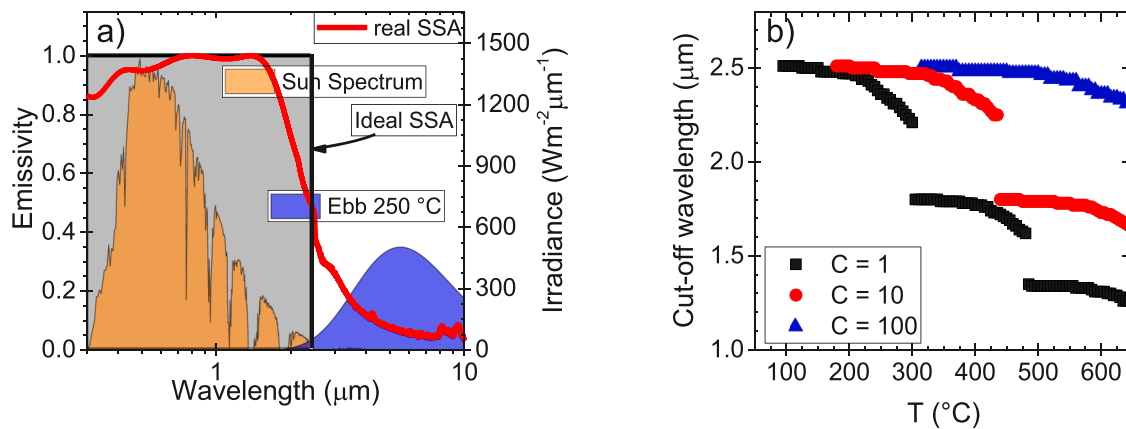 a)
real SSA
Sun Spectrum
Ideal SSA
Ebb 250 °C
Emissivity
1.0
0.8
0.6
0.4
0.2
0.0
1
10
Wavelength (μm)
1500
1200
900
600
300
0
Irradiance (Wm⁻²μm⁻¹)
b)
Cut-off wavelength (μm)
2.5
2.0
1.5
1.0
C = 1
C = 10
C = 100
100 200 300 400 500 600
T (°C)